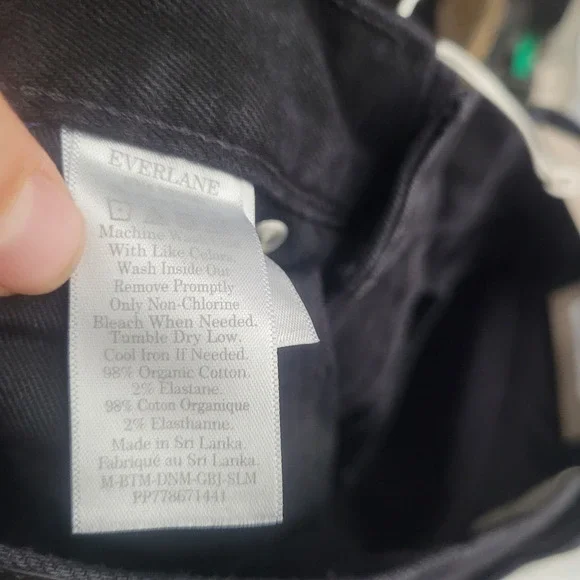 EVERLANE
Machine
With Like Colors.
Wash Inside Out
Remove Promptly
Only Non-Chlorine
Bleach When Needed.
Tumble Dry Low.
Cool Iron If Needed.
98% Organic Cotton.
2% Elastane.
98% Coton Organique
2% Elasthanne.
Made in Sri Lanka.
Fabriqué au Sri Lanka.
M-BTM-DNM-GBJ-SLM
PP778671441